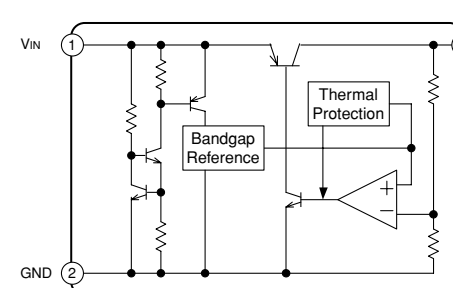 VIN
1
Thermal
Protection
Bandgap
Reference
+
−
GND
2